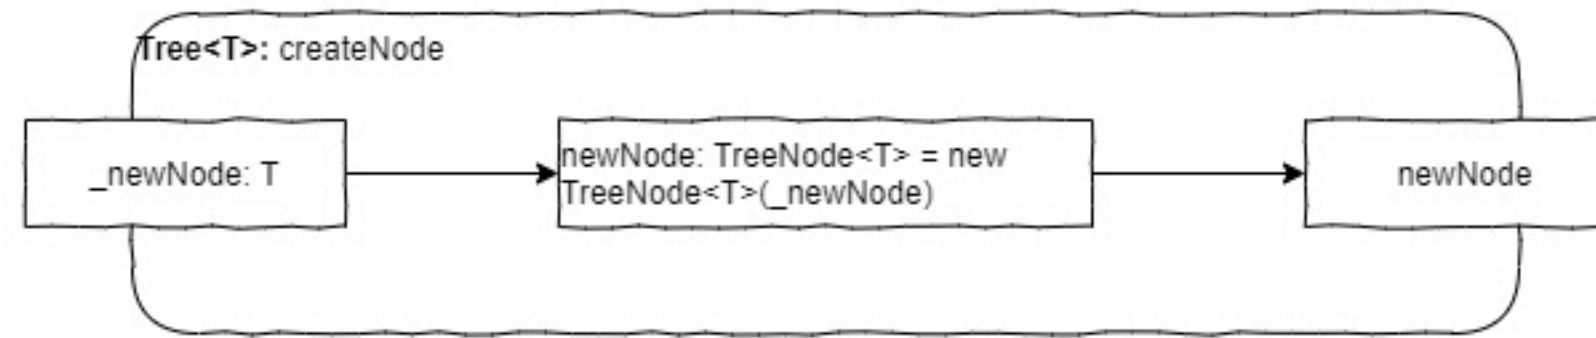 Tree<T>: createNode
_newNode: T
newNode: TreeNode<T> = new
TreeNode<T>(_newNode)
newNode